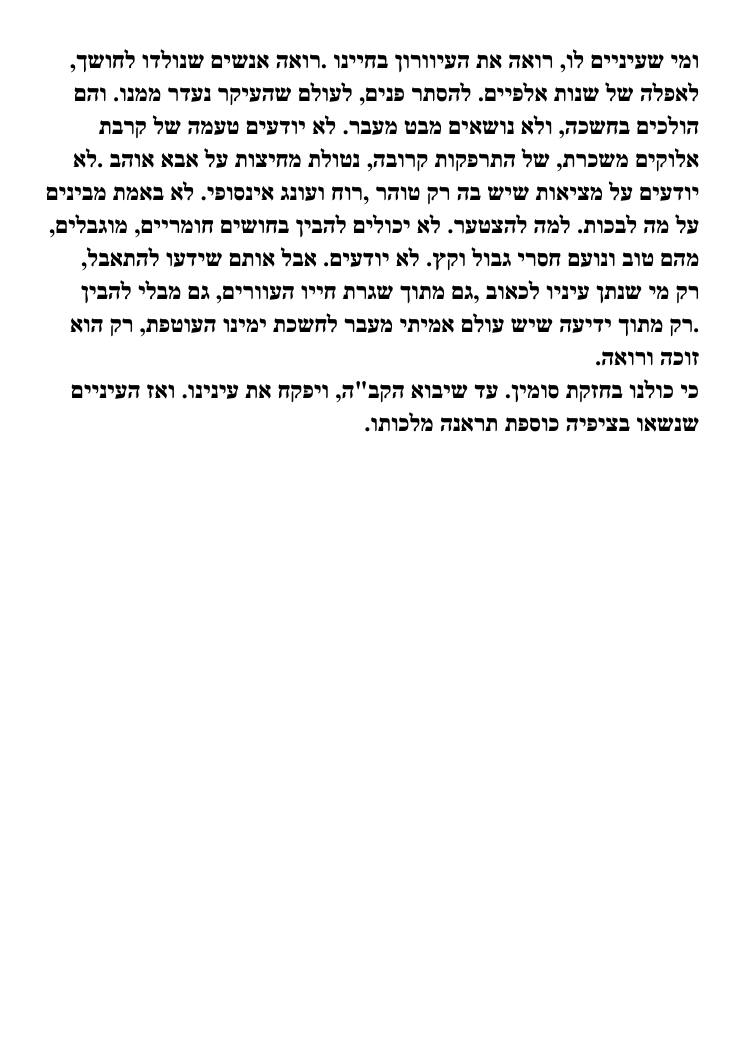 ומי שעיניים לו, רואה את העיוורון בחיינו .רואה אנשים שנולדו לחושך,
לאפלה של שנות אלפיים. להסתר פנים, לעולם שהעיקר נעדר ממנו. והם
הולכים בחשכה, ולא נושאים מבט מעבר. לא יודעים טעמה של קרבת
אלוקים משכרת, של התרפקות קרובה, נטולת מחיצות על אבא אוהב .לא
יודעים על מציאות שיש בה רק טוהר ,רוח ועונג אינסופי. לא באמת מבינים
על מה לבכות. למה להצטער. לא יכולים להבין בחושים חומריים, מוגבלים,
מהם טוב ונועם חסרי גבול וקץ. לא יודעים. אבל אותם שידעו להתאבל,
רק מי שנתן עיניו לכאוב ,גם מתוך שגרת חייו העוורים, גם מבלי להבין
.רק מתוך ידיעה שיש עולם אמיתי מעבר לחשכת ימינו העוטפת, רק הוא
זוכה ורואה.
כי כולנו בחזקת סומין. עד שיבוא הקב"ה, ויפקח את עינינו. ואז העיניים
שנשאו בציפיה כוספת תראנה מלכותו.